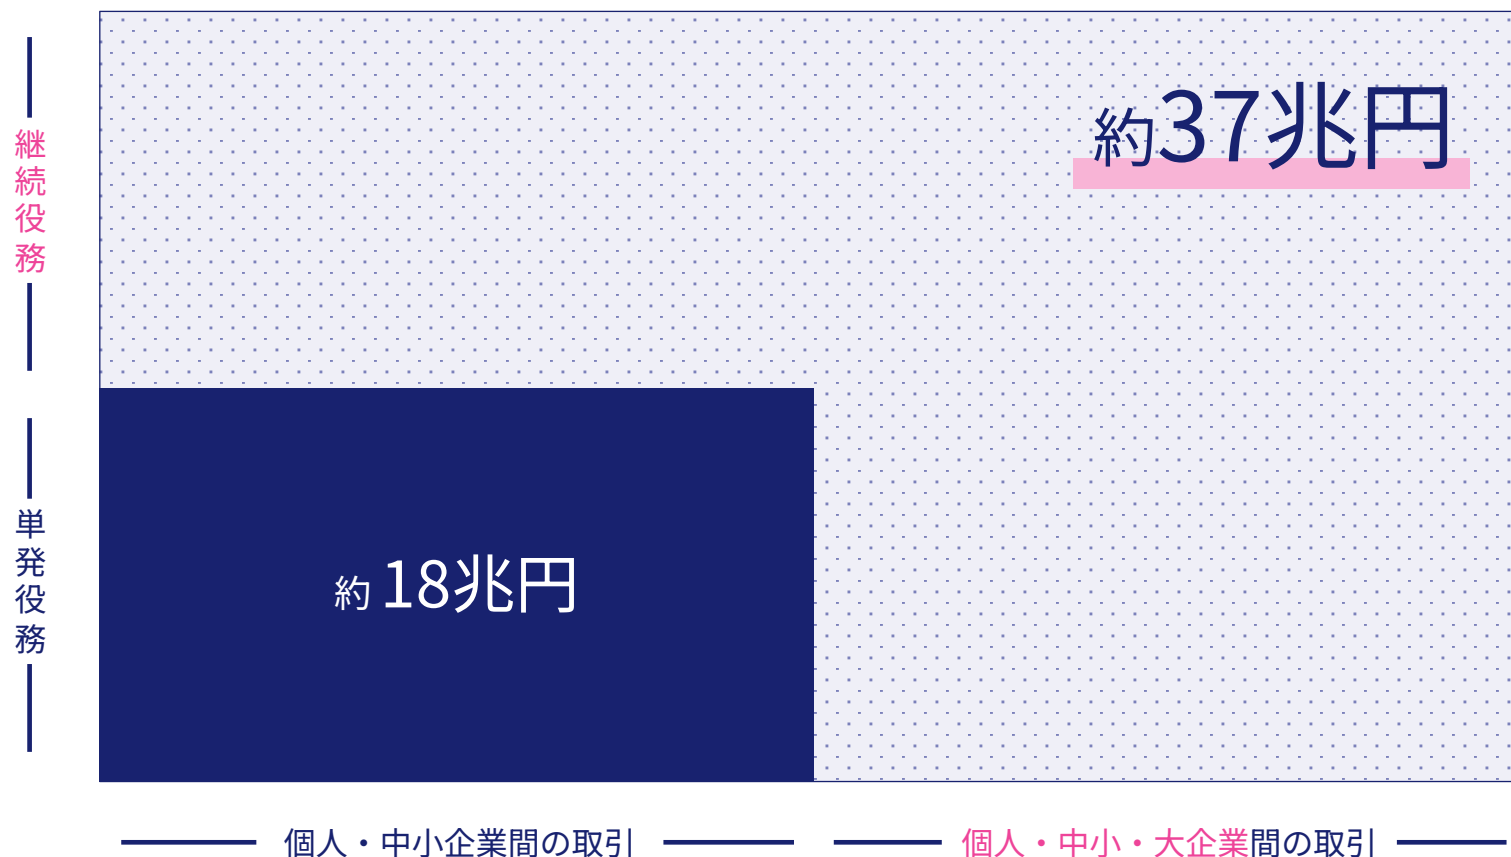 約37兆円
継続役務
約18兆円
単発役務
個人・中小企業間の取引
個人・中小・大企業間の取引